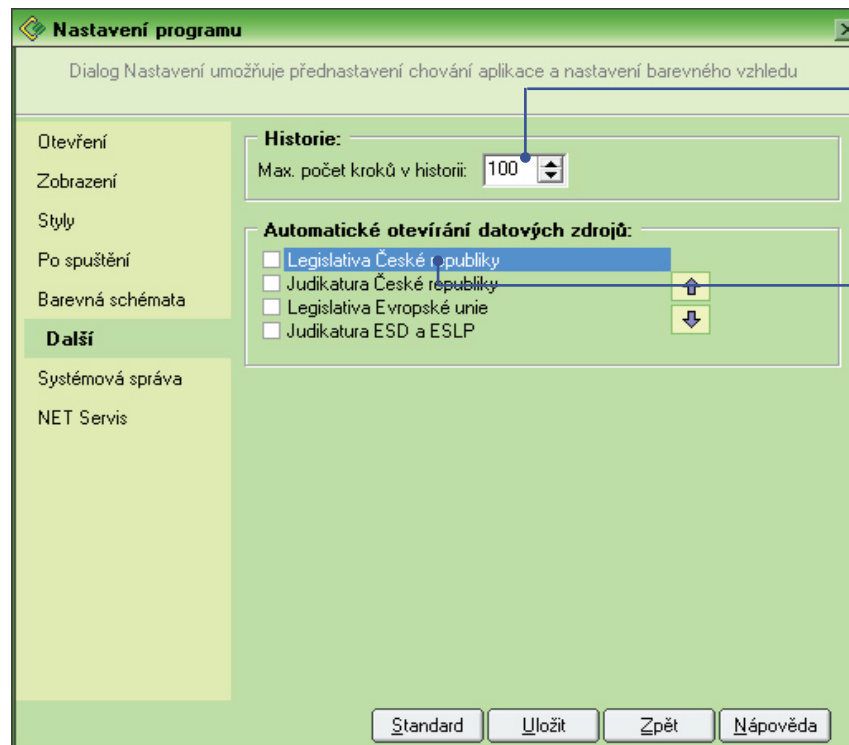 Nastavení programu
Dialog Nastavení umožňuje přednastavení chování aplikace a nastavení barevného vzhledu
Otevření
Zobrazení
Styly
Po spuštění
Barevná schémata
Další
Systémová správa
NET Servis
Historie:
Max. počet kroků v historii: 100
Automatické otevírání datových zdrojů:
Legislativa České republiky
Judikatura České republiky
Legislativa Evropské unie
Judikatura ESD a ESLP
Standard Uložit Zpět Nápověda